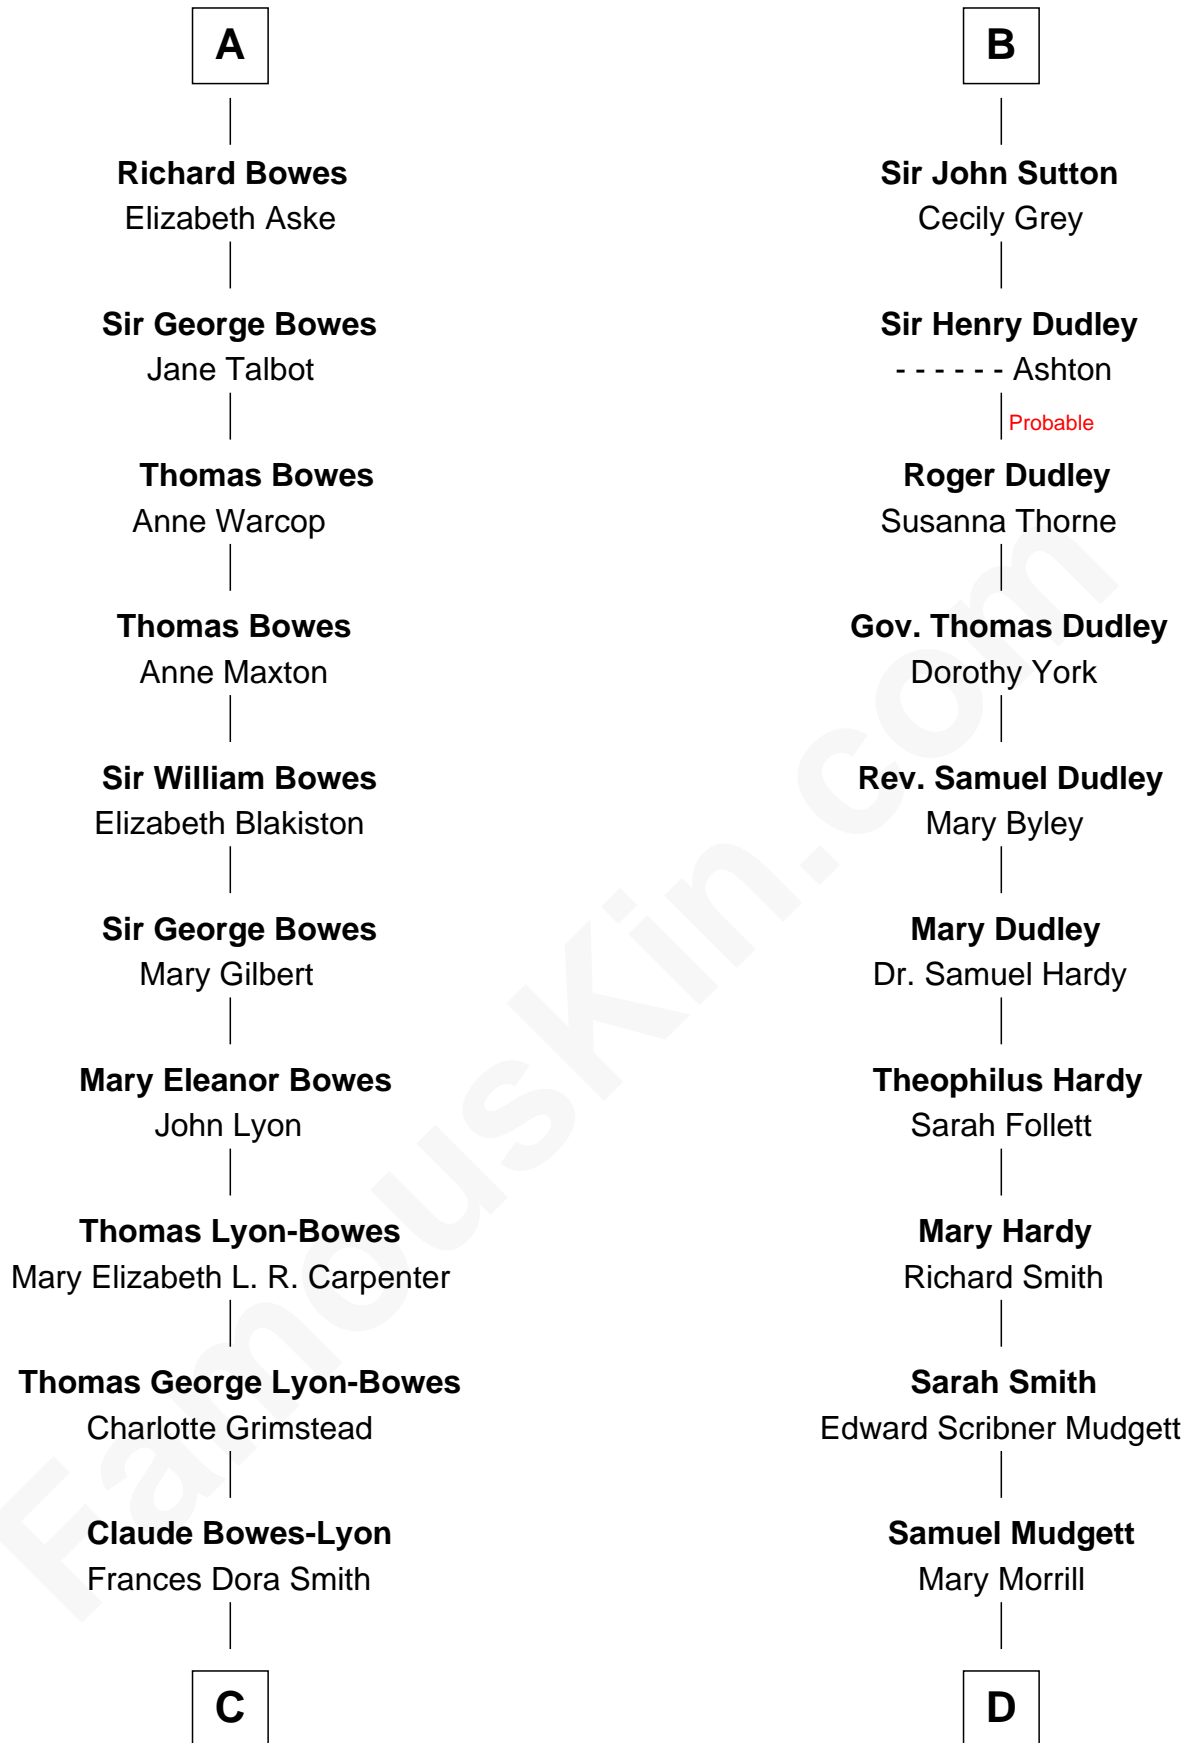 A
Richard Bowes
Elizabeth Aske
Sir George Bowes
Jane Talbot
Thomas Bowes
Anne Warcop
Thomas Bowes
Anne Maxton
Sir William Bowes
Elizabeth Blakiston
Sir George Bowes
Mary Gilbert
Mary Eleanor Bowes
John Lyon
Thomas Lyon-Bowes
Mary Elizabeth L. R. Carpenter
Thomas George Lyon-Bowes
Charlotte Grimstead
Claude Bowes-Lyon
Frances Dora Smith
C
B
Sir John Sutton
Cecily Grey
Sir Henry Dudley
- - - - - - Ashton
Probable
Roger Dudley
Susanna Thorne
Gov. Thomas Dudley
Dorothy York
Rev. Samuel Dudley
Mary Byley
Mary Dudley
Dr. Samuel Hardy
Theophilus Hardy
Sarah Follett
Mary Hardy
Richard Smith
Sarah Smith
Edward Scribner Mudgett
Samuel Mudgett
Mary Morrill
D
FamousKin.com